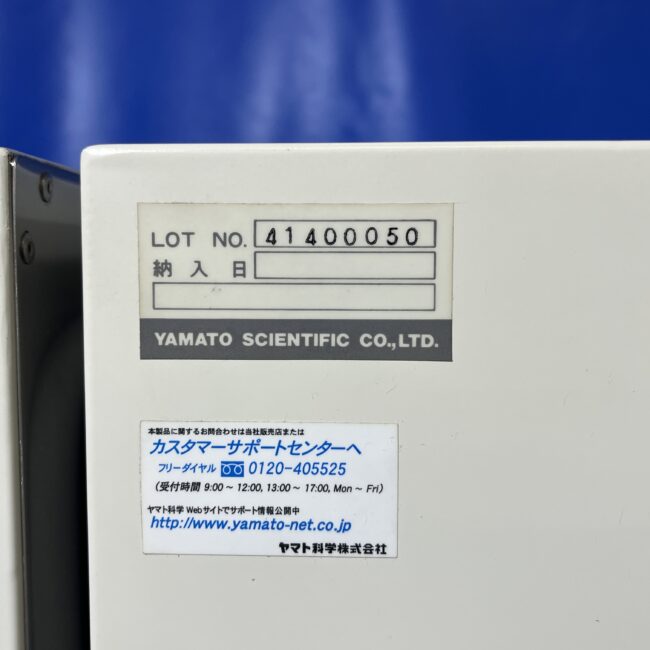 LOT NO. 41400050
納入日
YAMATO SCIENTIFIC CO.,LTD.
本製品に関するお問合わせは当社販売店または
カスタマーサポートセンターへ
フリーダイヤル 0120-405525
(受付時間 9:00~12:00, 13:00~17:00, Mon~Fri)
ヤマト科学 Webサイトでサポート情報公開中
http://www.yamato-net.co.jp
ヤマト科学株式会社